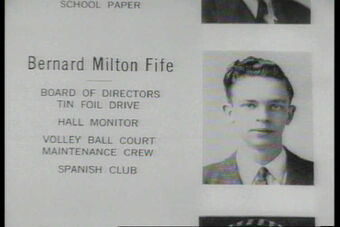 SCHOOL PAPER
Bernard Milton Fife
BOARD OF DIRECTORS
TIN FOIL DRIVE
HALL MONITOR
VOLLEY BALL COURT
MAINTENANCE CREW
SPANISH CLUB